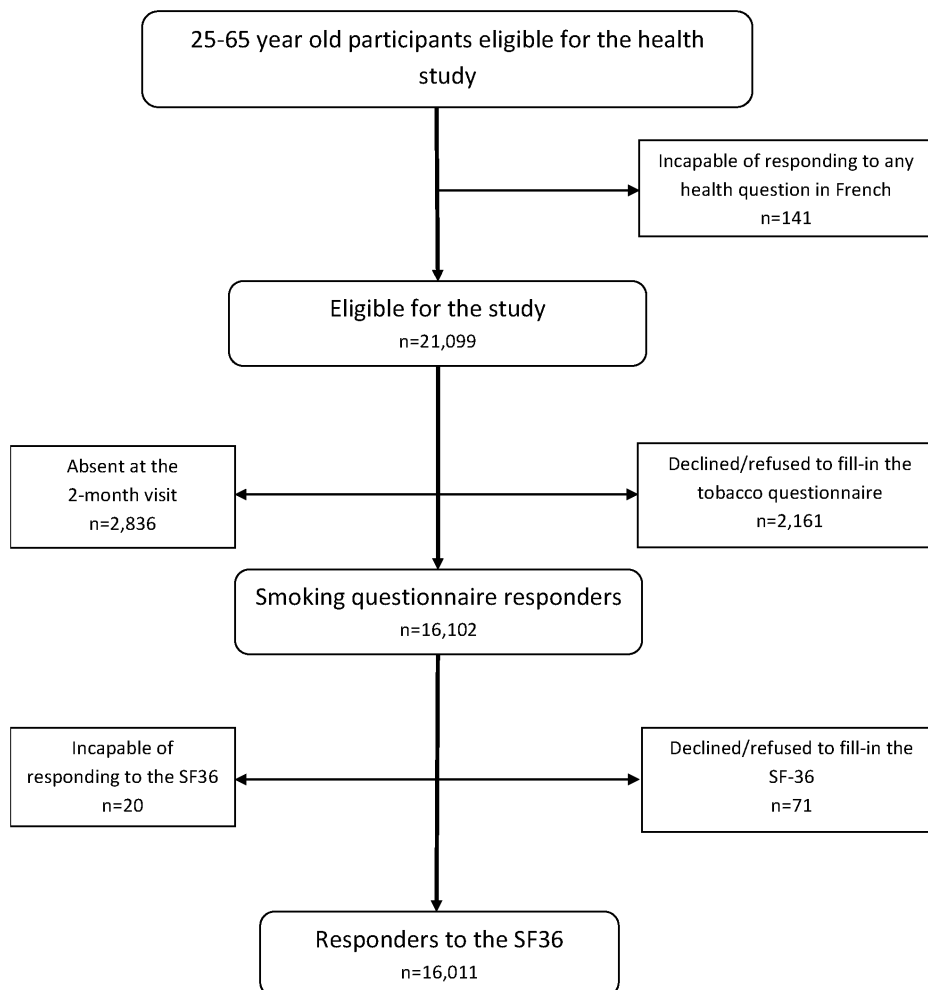 25-65 year old participants eligible for the health
study
Incapable of responding to any
health question in French
n=141
Eligible for the study
n=21,099
Absent at the
2-month visit
n=2,836
Declined/refused to fill-in the
tobacco questionnaire
n=2,161
Smoking questionnaire responders
n=16,102
Incapable of
responding to the SF36
n=20
Declined/refused to fill-in the
SF-36
n=71
Responders to the SF36
n=16,011